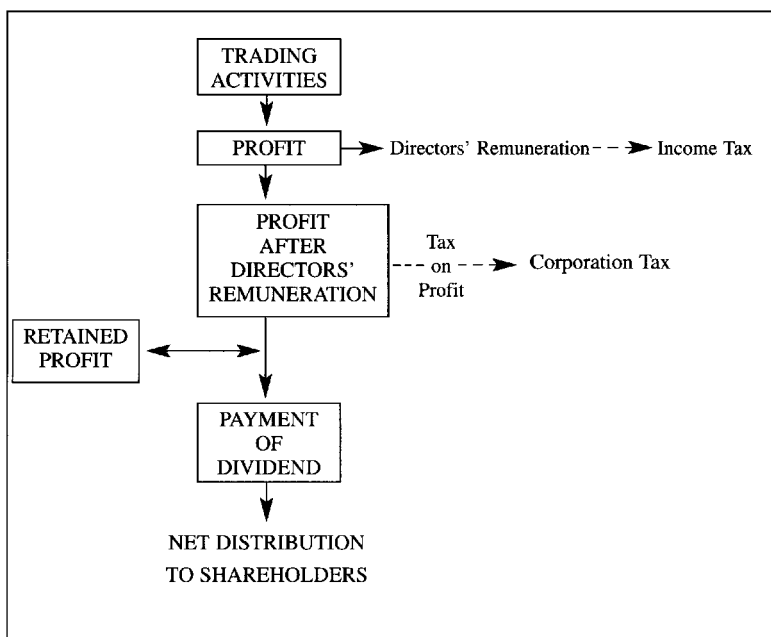 TRADING
ACTIVITIES
PROFIT
Directors' Remuneration
Income Tax
PROFIT
AFTER
DIRECTORS'
REMUNERATION
Tax
on
Profit
Corporation Tax
RETAINED
PROFIT
PAYMENT
OF
DIVIDEND
NET DISTRIBUTION
TO SHAREHOLDERS